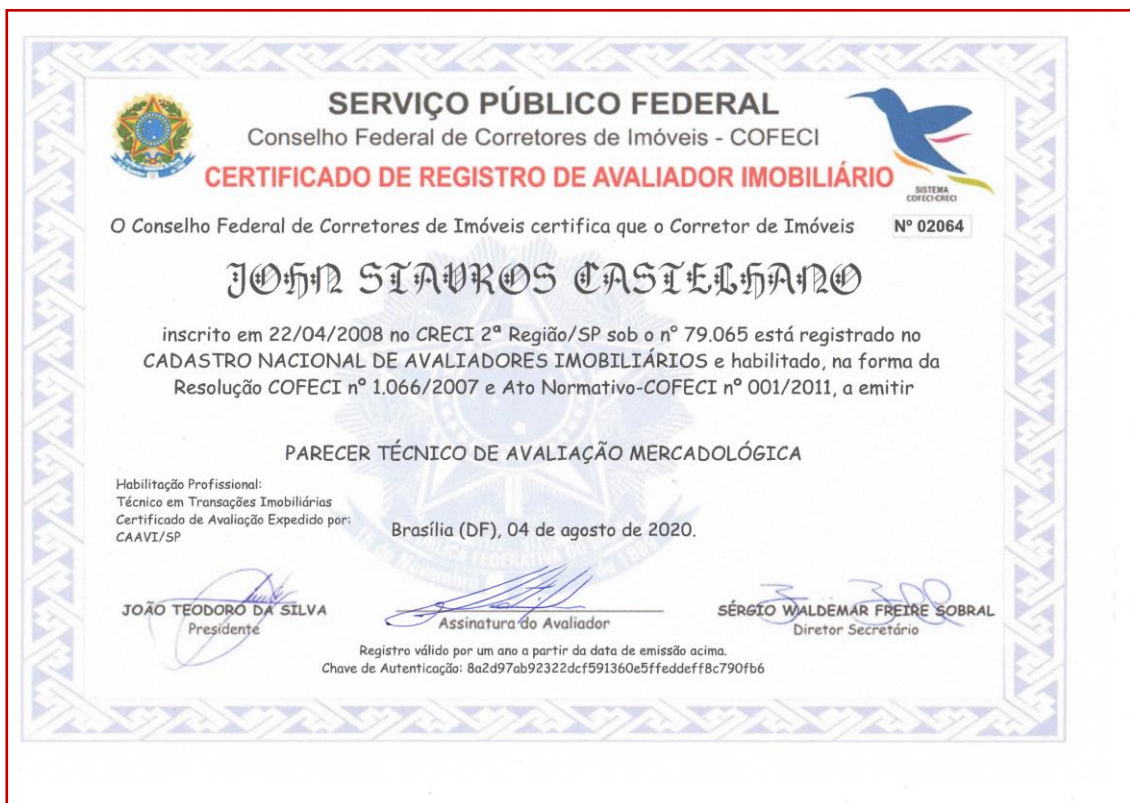 SERVIÇO PÚBLICO FEDERAL
Conselho Federal de Corretores de Imóveis - COFECI
CERTIFICADO DE REGISTRO DE AVALIADOR IMOBILIÁRIO
SISTEMA
COFECI-CRECI
O Conselho Federal de Corretores de Imóveis certifica que o Corretor de Imóveis
Nº 02064
JOHN STAVROS CASTELHANO
inscrito em 22/04/2008 no CRECI 2ª Região/SP sob o n° 79.065 está registrado no
CADASTRO NACIONAL DE AVALIADORES IMOBILIÁRIOS e habilitado, na forma da
Resolução COFECI nº 1.066/2007 e Ato Normativo-COFECI nº 001/2011, a emitir
PARECER TÉCNICO DE AVALIAÇÃO MERCADOLÓGICA
Habilitação Profissional:
Técnico em Transações Imobiliárias
Certificado de Avaliação Expedido por:
CAAVI/SP
Brasília (DF), 04 de agosto de 2020.
JOÃO TEODORO DA SILVA
Presidente
Assinatura do Avaliador
SÉRGIO WALDEMAR FREIRE SOBRAL
Diretor Secretário
Registro válido por um ano a partir da data de emissão acima.
Chave de Autenticação: 8a2d97ab92322dcf591360e5ffeddeff8c790fb6